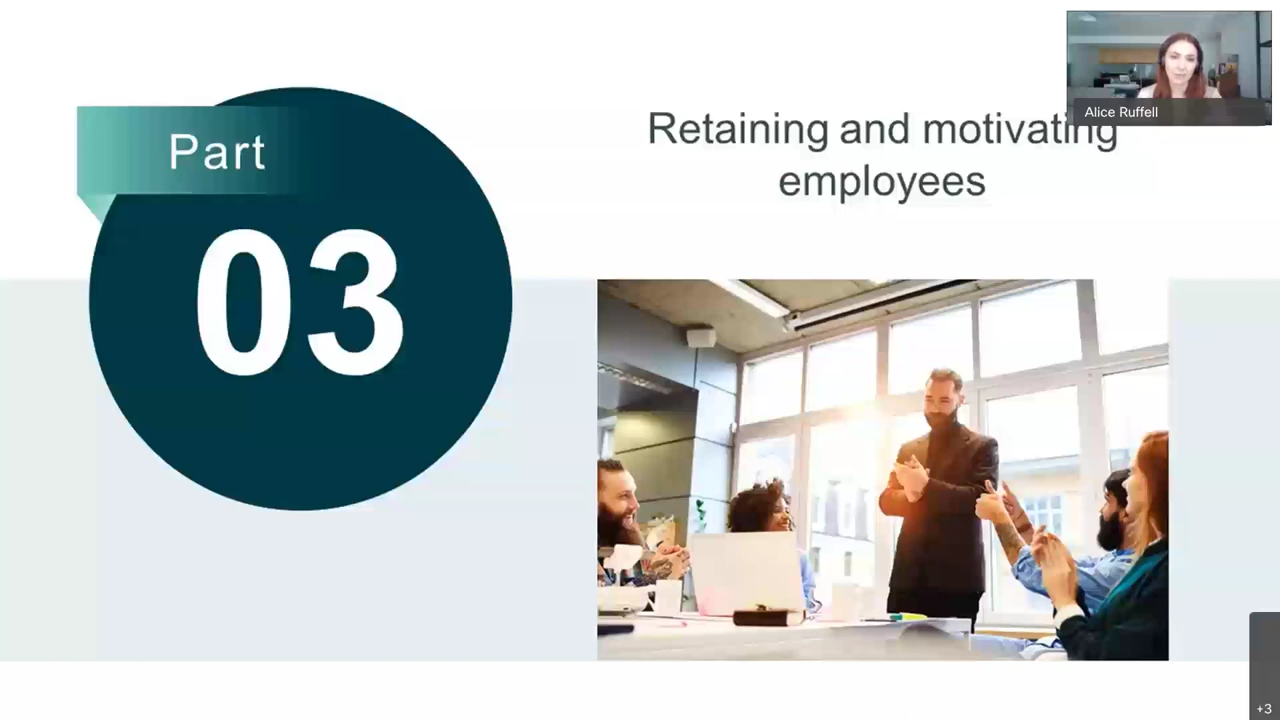 Part
03
Retaining and motivating
employees
Alice Ruffell
+3